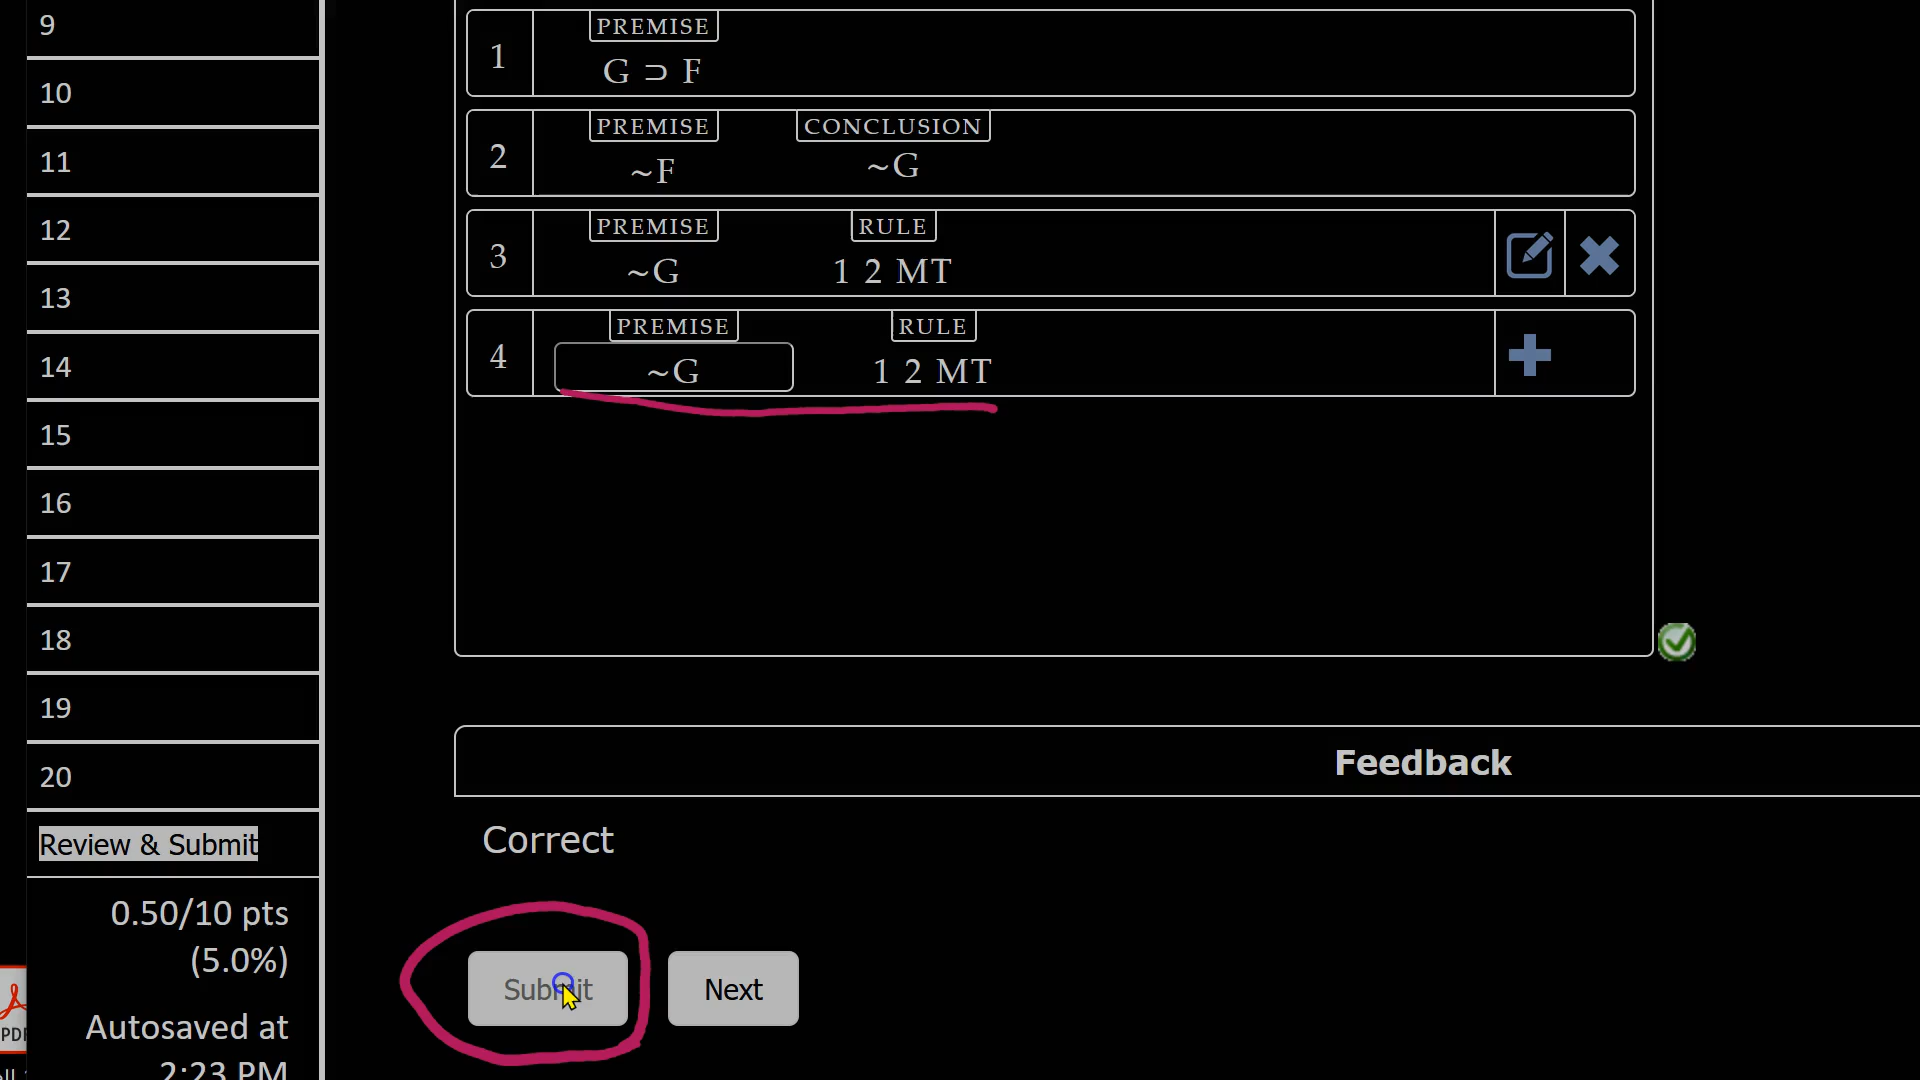 9
10
11
12
13
14
15
16
17
18
19
20
Review & Submit
0.50/10 pts
(5.0%)
Autosaved at
2:23 PM
PDF
1
PREMISE
G ⊃ F
2
PREMISE CONCLUSION
~F ~G
3
PREMISE RULE
~G 1 2 MT
4
PREMISE RULE
~G 1 2 MT
Feedback
Correct
Submit Next